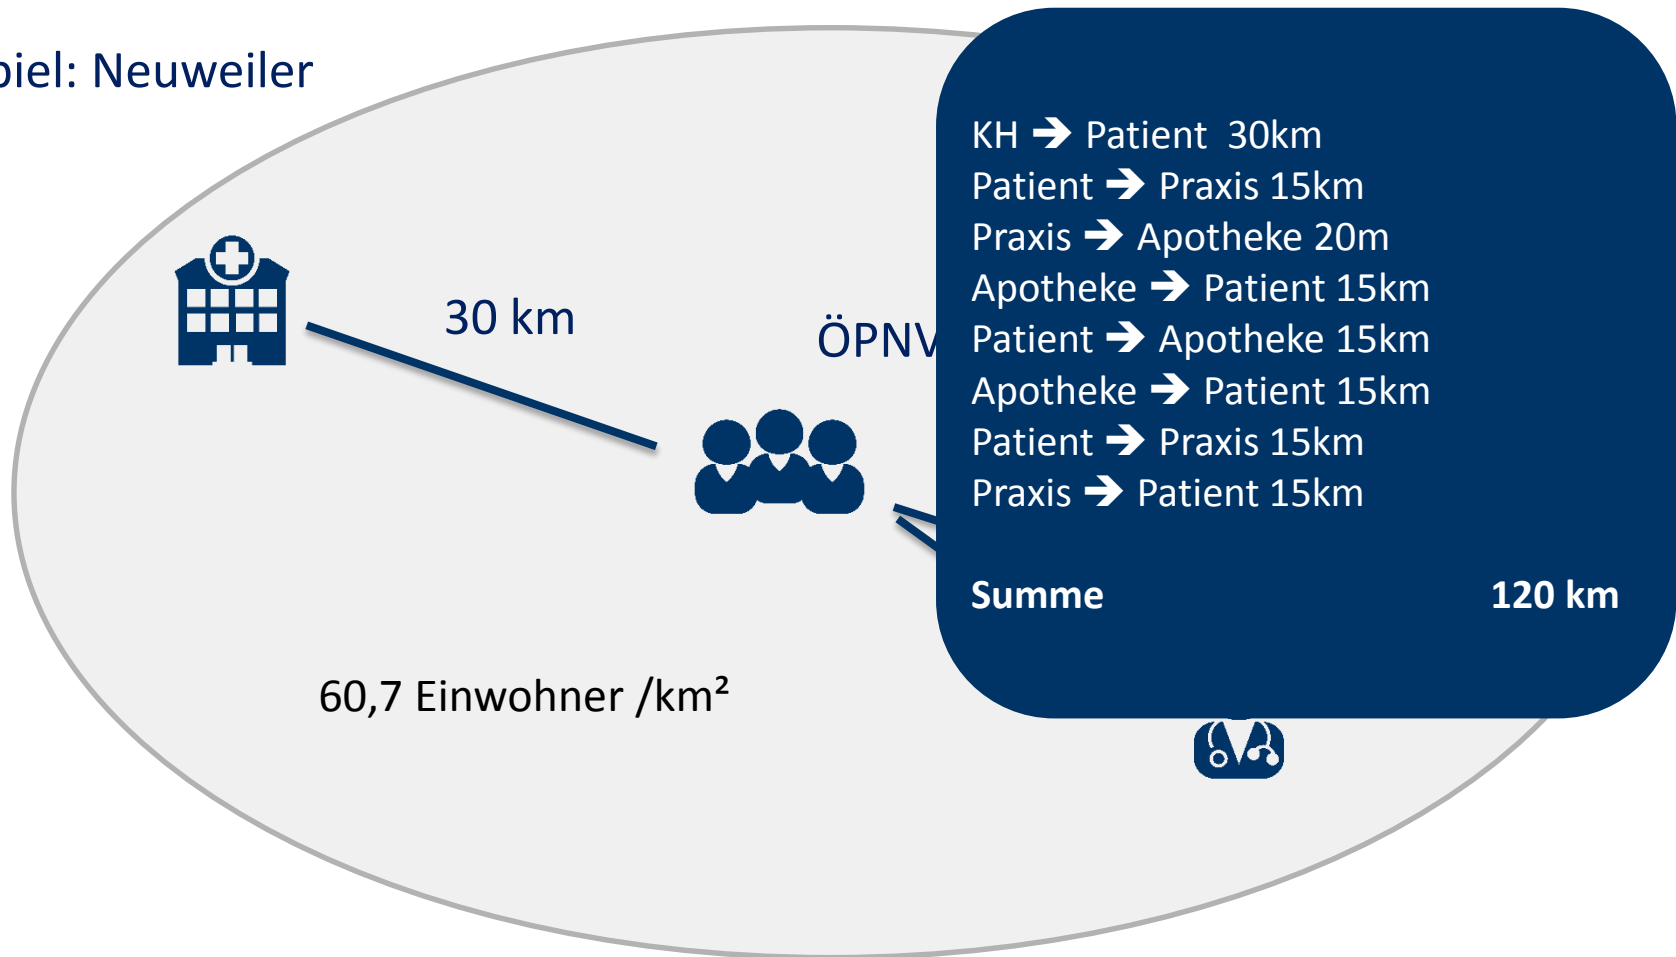 piel: Neuweiler
30 km
ÖPNV
60,7 Einwohner /km²
KH ➔ Patient 30km
Patient ➔ Praxis 15km
Praxis ➔ Apotheke 20m
Apotheke ➔ Patient 15km
Patient ➔ Apotheke 15km
Apotheke ➔ Patient 15km
Patient ➔ Praxis 15km
Praxis ➔ Patient 15km
Summe 120 km